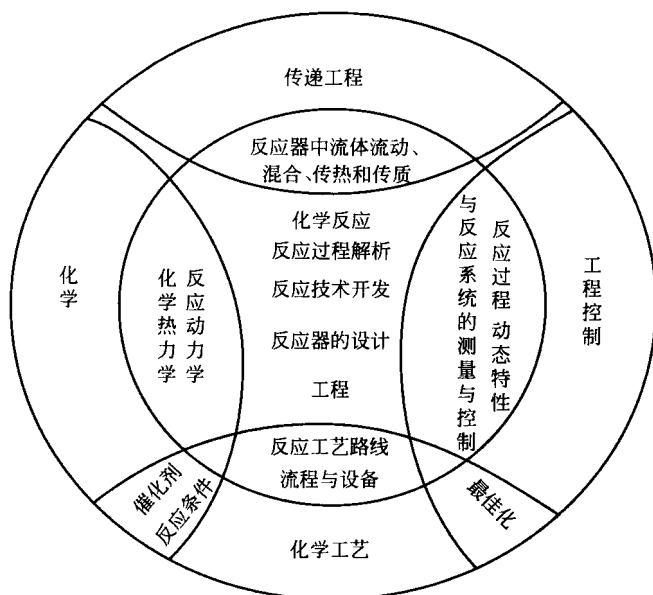 传递工程
反应器中流体流动、
混合、传热和传质
化学
化学热力学
反应动力学
化学反应
反应过程解析
反应技术开发
反应器的设计
工程
与反应系统的测量与控制
反应过程 动态特性
工程控制
反应工艺路线
流程与设备
催化剂
反应条件
最佳化
化学工艺